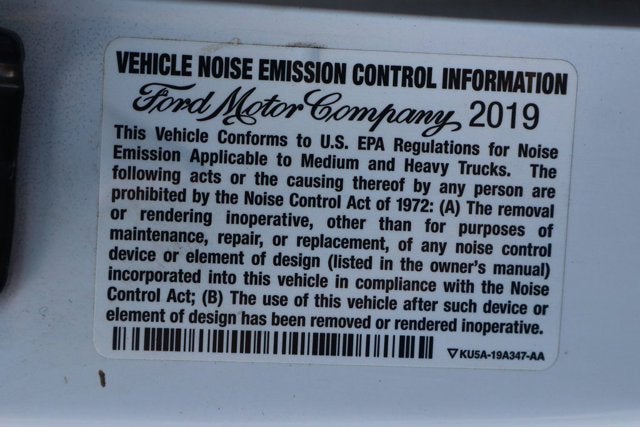 VEHICLE NOISE EMISSION CONTROL INFORMATION
Ford Motor Company 2019
This Vehicle Conforms to U.S. EPA Regulations for Noise
Emission Applicable to Medium and Heavy Trucks. The
following acts or the causing thereof by any person are
prohibited by the Noise Control Act of 1972: (A) The removal
or rendering inoperative, other than for purposes of
maintenance, repair, or replacement, of any noise control
device or element of design (listed in the owner's manual)
incorporated into this vehicle in compliance with the Noise
Control Act; (B) The use of this vehicle after such device or
element of design has been removed or rendered inoperative.
KU5A-19A347-AA